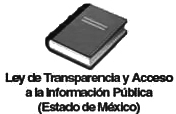 Ley de Transparencia y Acceso
a la Información Pública
(Estado de México)